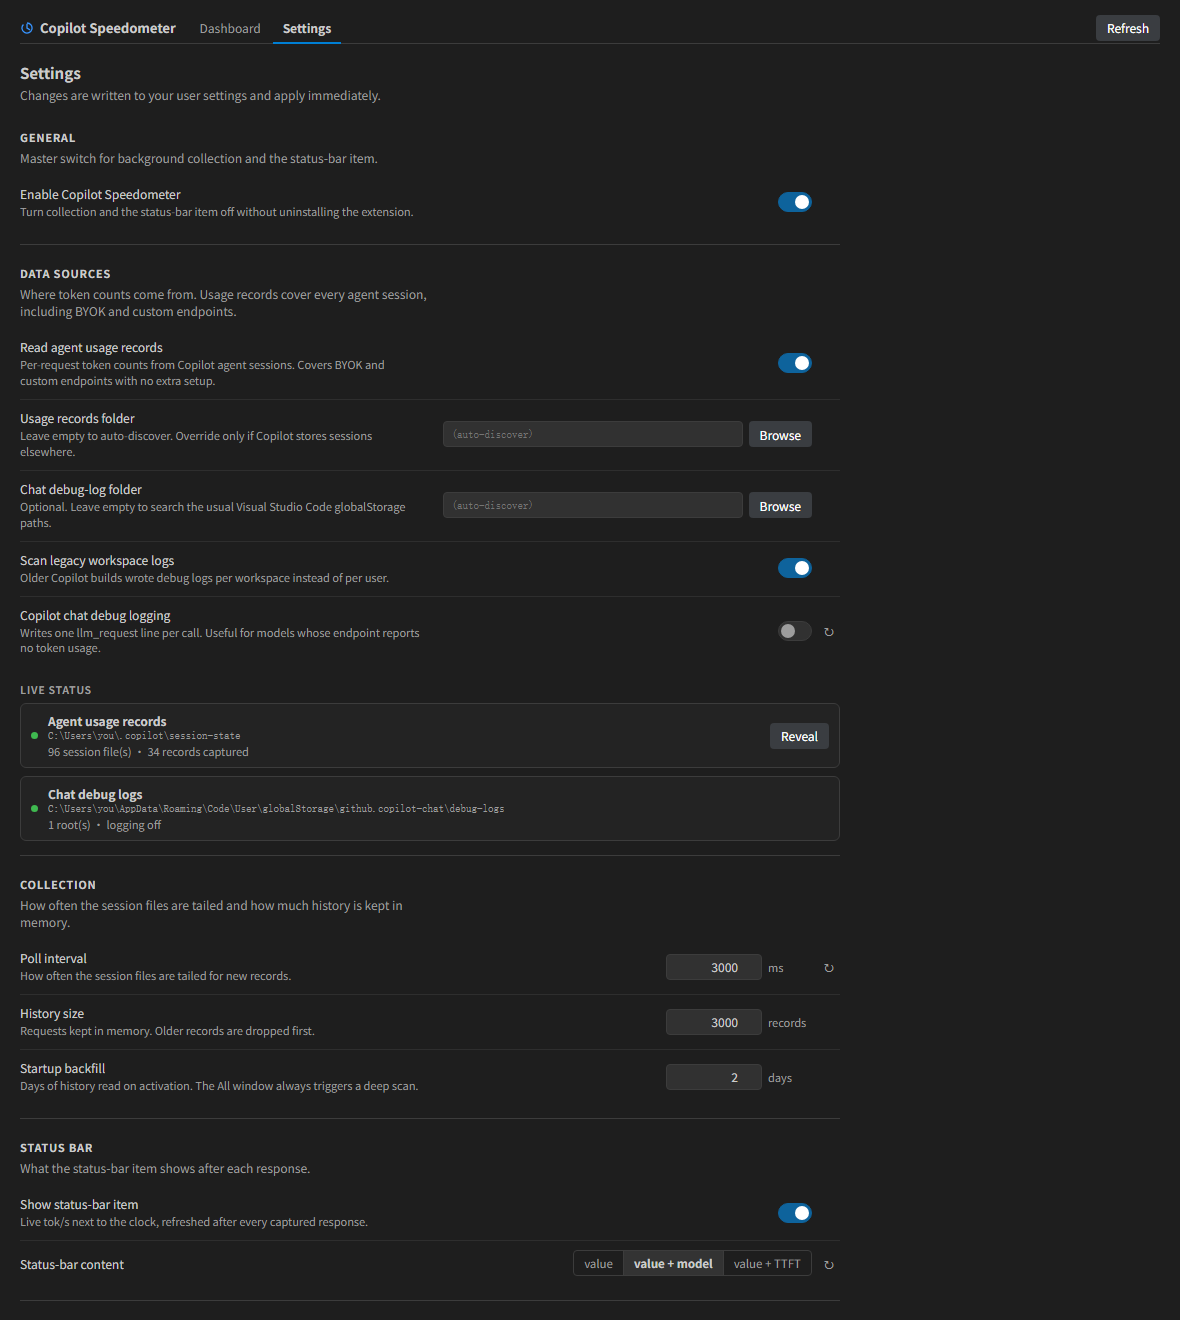 Copilot Speedometer
Dashboard
Settings
Refresh
Settings
Changes are written to your user settings and apply immediately.
GENERAL
Master switch for background collection and the status-bar item.
Enable Copilot Speedometer
Turn collection and the status-bar item off without uninstalling the extension.
DATA SOURCES
Where token counts come from. Usage records cover every agent session,
including BYOK and custom endpoints.
Read agent usage records
Per-request token counts from Copilot agent sessions. Covers BYOK and
custom endpoints with no extra setup.
Usage records folder
Leave empty to auto-discover. Override only if Copilot stores sessions
elsewhere.
(auto-discover)
Browse
Chat debug-log folder
Optional. Leave empty to search the usual Visual Studio Code globalStorage
paths.
(auto-discover)
Browse
Scan legacy workspace logs
Older Copilot builds wrote debug logs per workspace instead of per user.
Copilot chat debug logging
Writes one llm_request line per call. Useful for models whose endpoint reports
no token usage.
↻
LIVE STATUS
Agent usage records
C:\Users\you\.copilot\session-state
96 session file(s) • 34 records captured
Reveal
Chat debug logs
C:\Users\you\AppData\Roaming\Code\User\globalStorage\github.copilot-chat\debug-logs
1 root(s) • logging off
COLLECTION
How often the session files are tailed and how much history is kept in
memory.
Poll interval
How often the session files are tailed for new records.
3000 ms ↻
History size
Requests kept in memory. Older records are dropped first.
3000 records
Startup backfill
Days of history read on activation. The All window always triggers a deep scan.
2 days
STATUS BAR
What the status-bar item shows after each response.
Show status-bar item
Live tok/s next to the clock, refreshed after every captured response.
Status-bar content
value
value + model
value + TTFT
↻